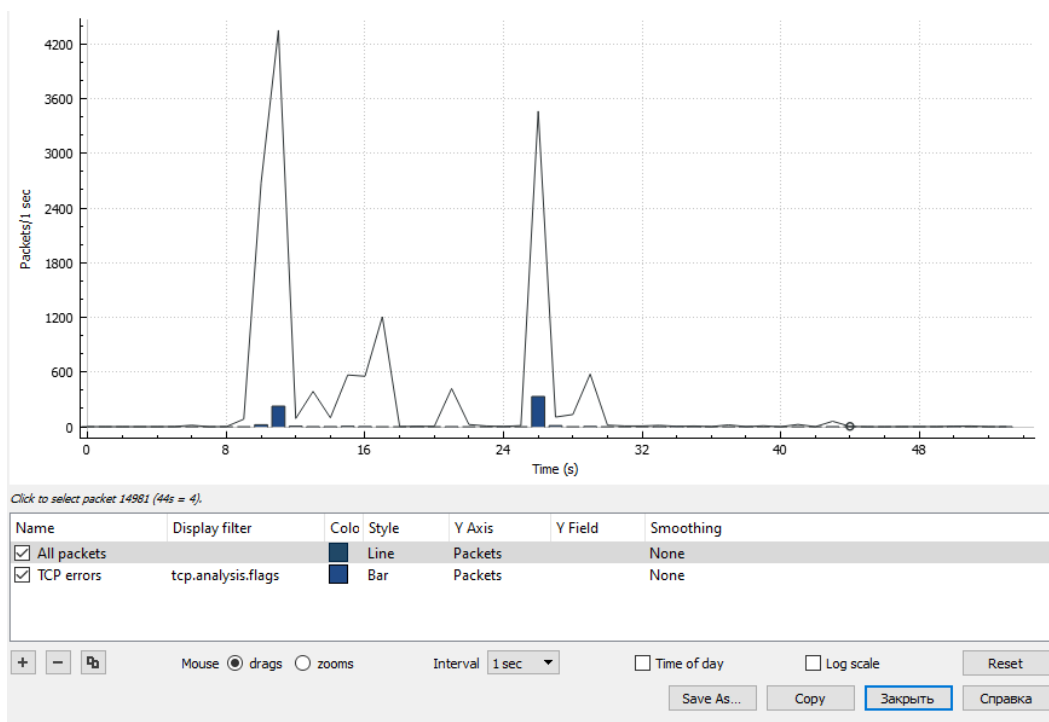 4200
3600
3000
2400
1800
1200
600
0
Packets/1 sec
0 8 16 24 32 40 48
Time (s)
Click to select packet 14981 (44s = 4).
Name Display filter Colo Style Y Axis Y Field Smoothing
All packets Line Packets None
TCP errors tcp.analysis.flags Bar Packets None
+ − Mouse drags zooms Interval 1 sec Time of day Log scale Reset
Save As... Copy Закрыть Справка